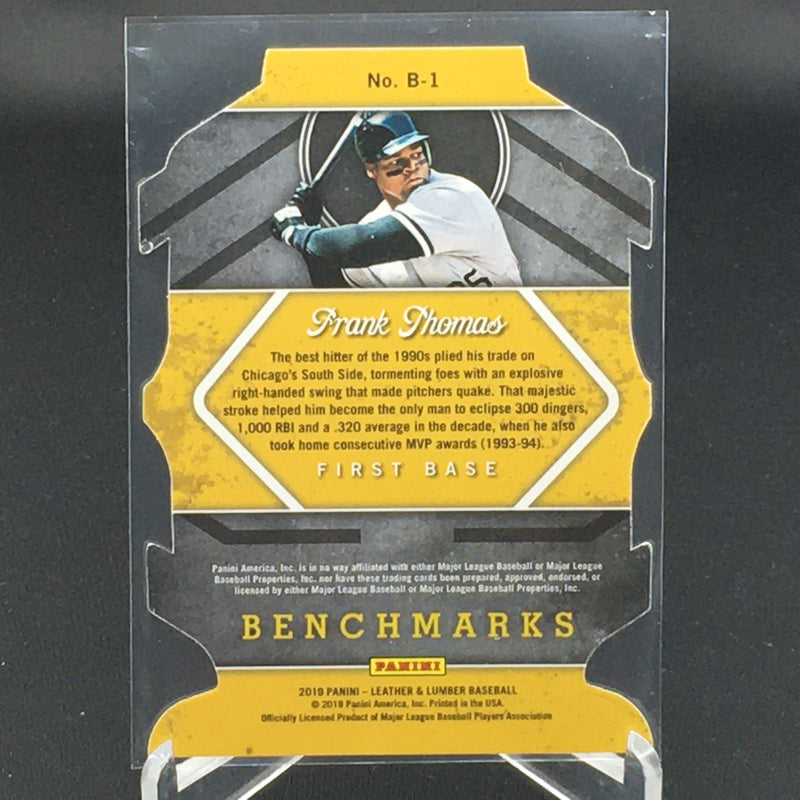 No. B-1
35
Frank Thomas
The best hitter of the 1990s plied his trade on
Chicago's South Side, tormenting foes with an explosive
right-handed swing that made pitchers quake. That majestic
stroke helped him become the only man to eclipse 300 dingers,
1,000 RBI and a .320 average in the decade, when he also
took home consecutive MVP awards (1993-94).
FIRST BASE
Panini America, Inc. is in no way affiliated with either Major League Baseball or Major League
Baseball Properties, Inc. nor have these trading cards been prepared, approved, endorsed, or
licensed by either Major League Baseball or Major League Baseball Properties, Inc.
BENCHMARKS
PANINI
2019 PANINI – LEATHER & LUMBER BASEBALL
© 2019 Panini America, Inc. Printed in the USA.
Officially Licensed Product of Major League Baseball Players Association